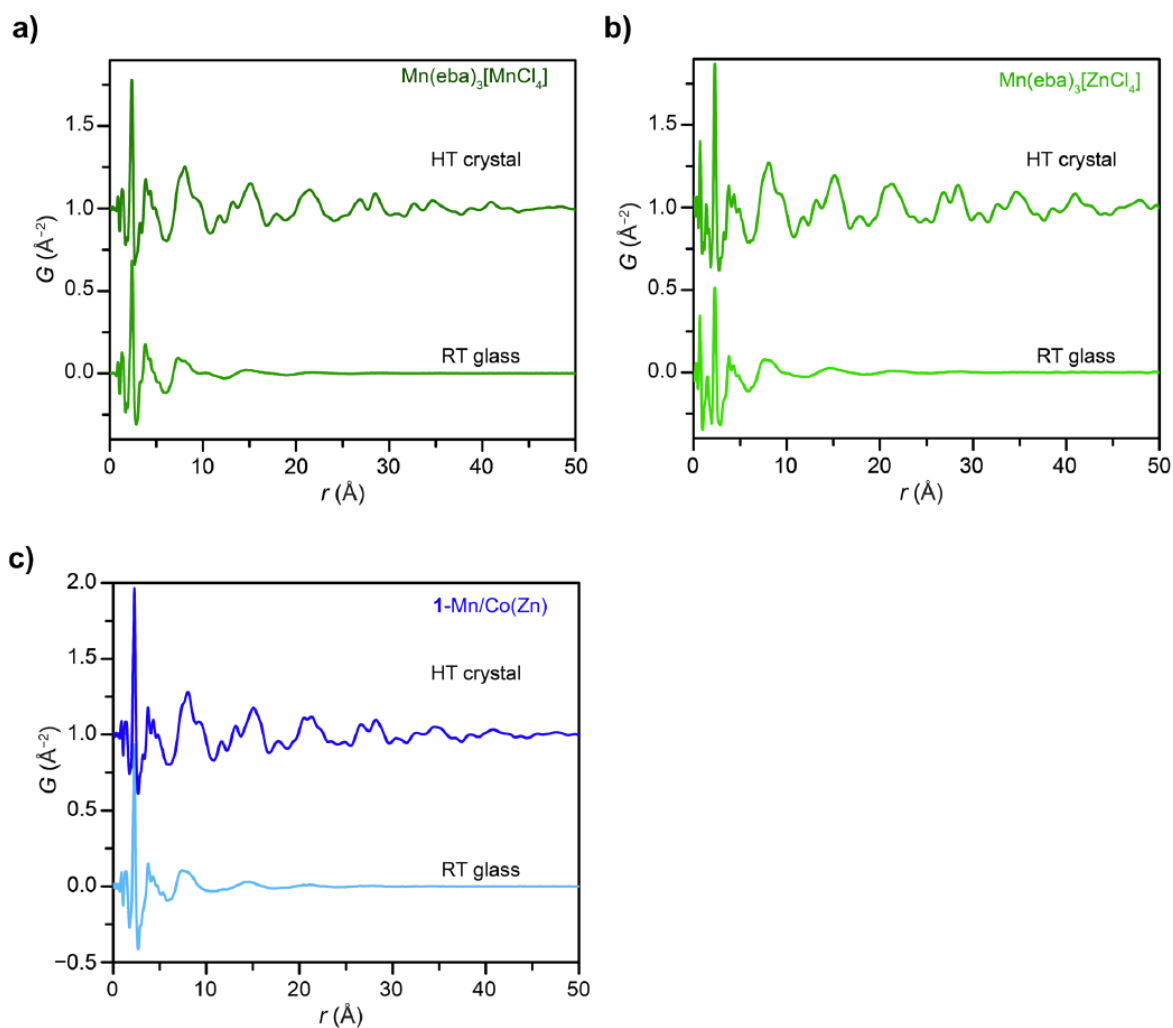 a)
Mn(eba)₃[MnCl₄]
HT crystal
RT glass
1.5
1.0
0.5
0.0
G (Å⁻²)
0 10 20 30 40 50
r (Å)
b)
Mn(eba)₃[ZnCl₄]
HT crystal
RT glass
1.5
1.0
0.5
0.0
G (Å⁻²)
0 10 20 30 40 50
r (Å)
c)
1-Mn/Co(Zn)
HT crystal
RT glass
2.0
1.5
1.0
0.5
0.0
−0.5
G (Å⁻²)
0 10 20 30 40 50
r (Å)